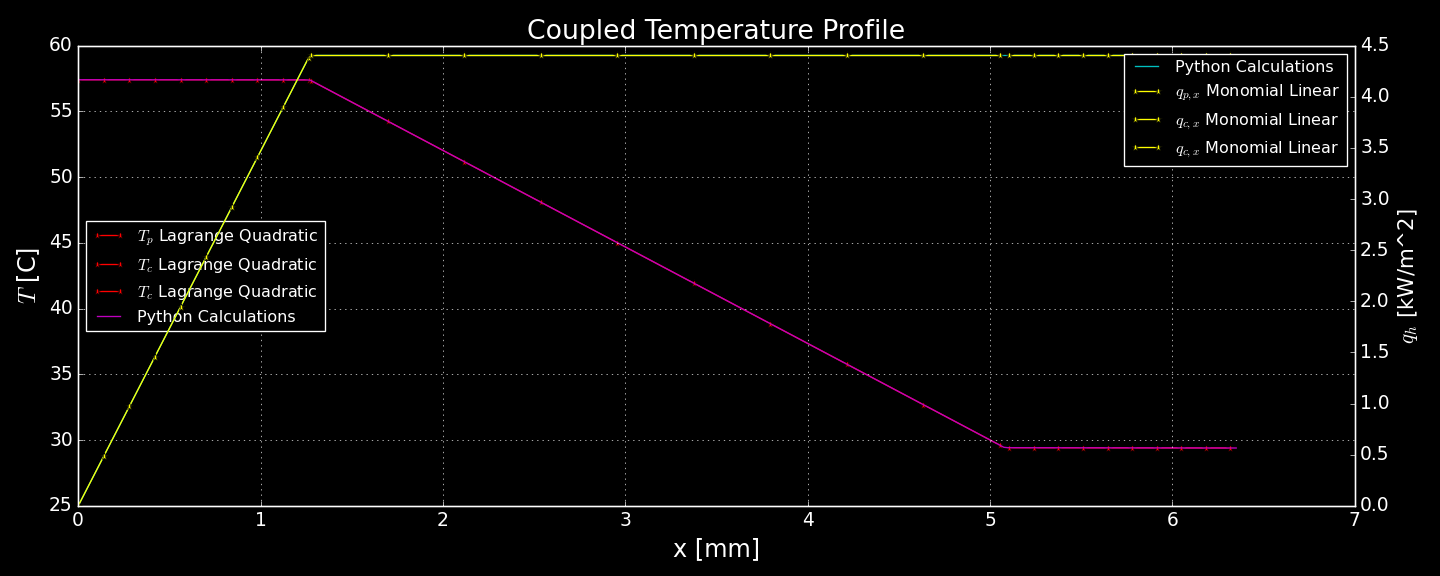 Coupled Temperature Profile
60
55
50
45
40
35
30
25
T [C]
4.5
4.0
3.5
3.0
2.5
2.0
1.5
1.0
0.5
0.0
q_h [kW/m^2]
Python Calculations
q_{p,x} Monomial Linear
q_{c,x} Monomial Linear
q_{c,x} Monomial Linear
T_p Lagrange Quadratic
T_c Lagrange Quadratic
T_c Lagrange Quadratic
Python Calculations
0 1 2 3 4 5 6 7
x [mm]